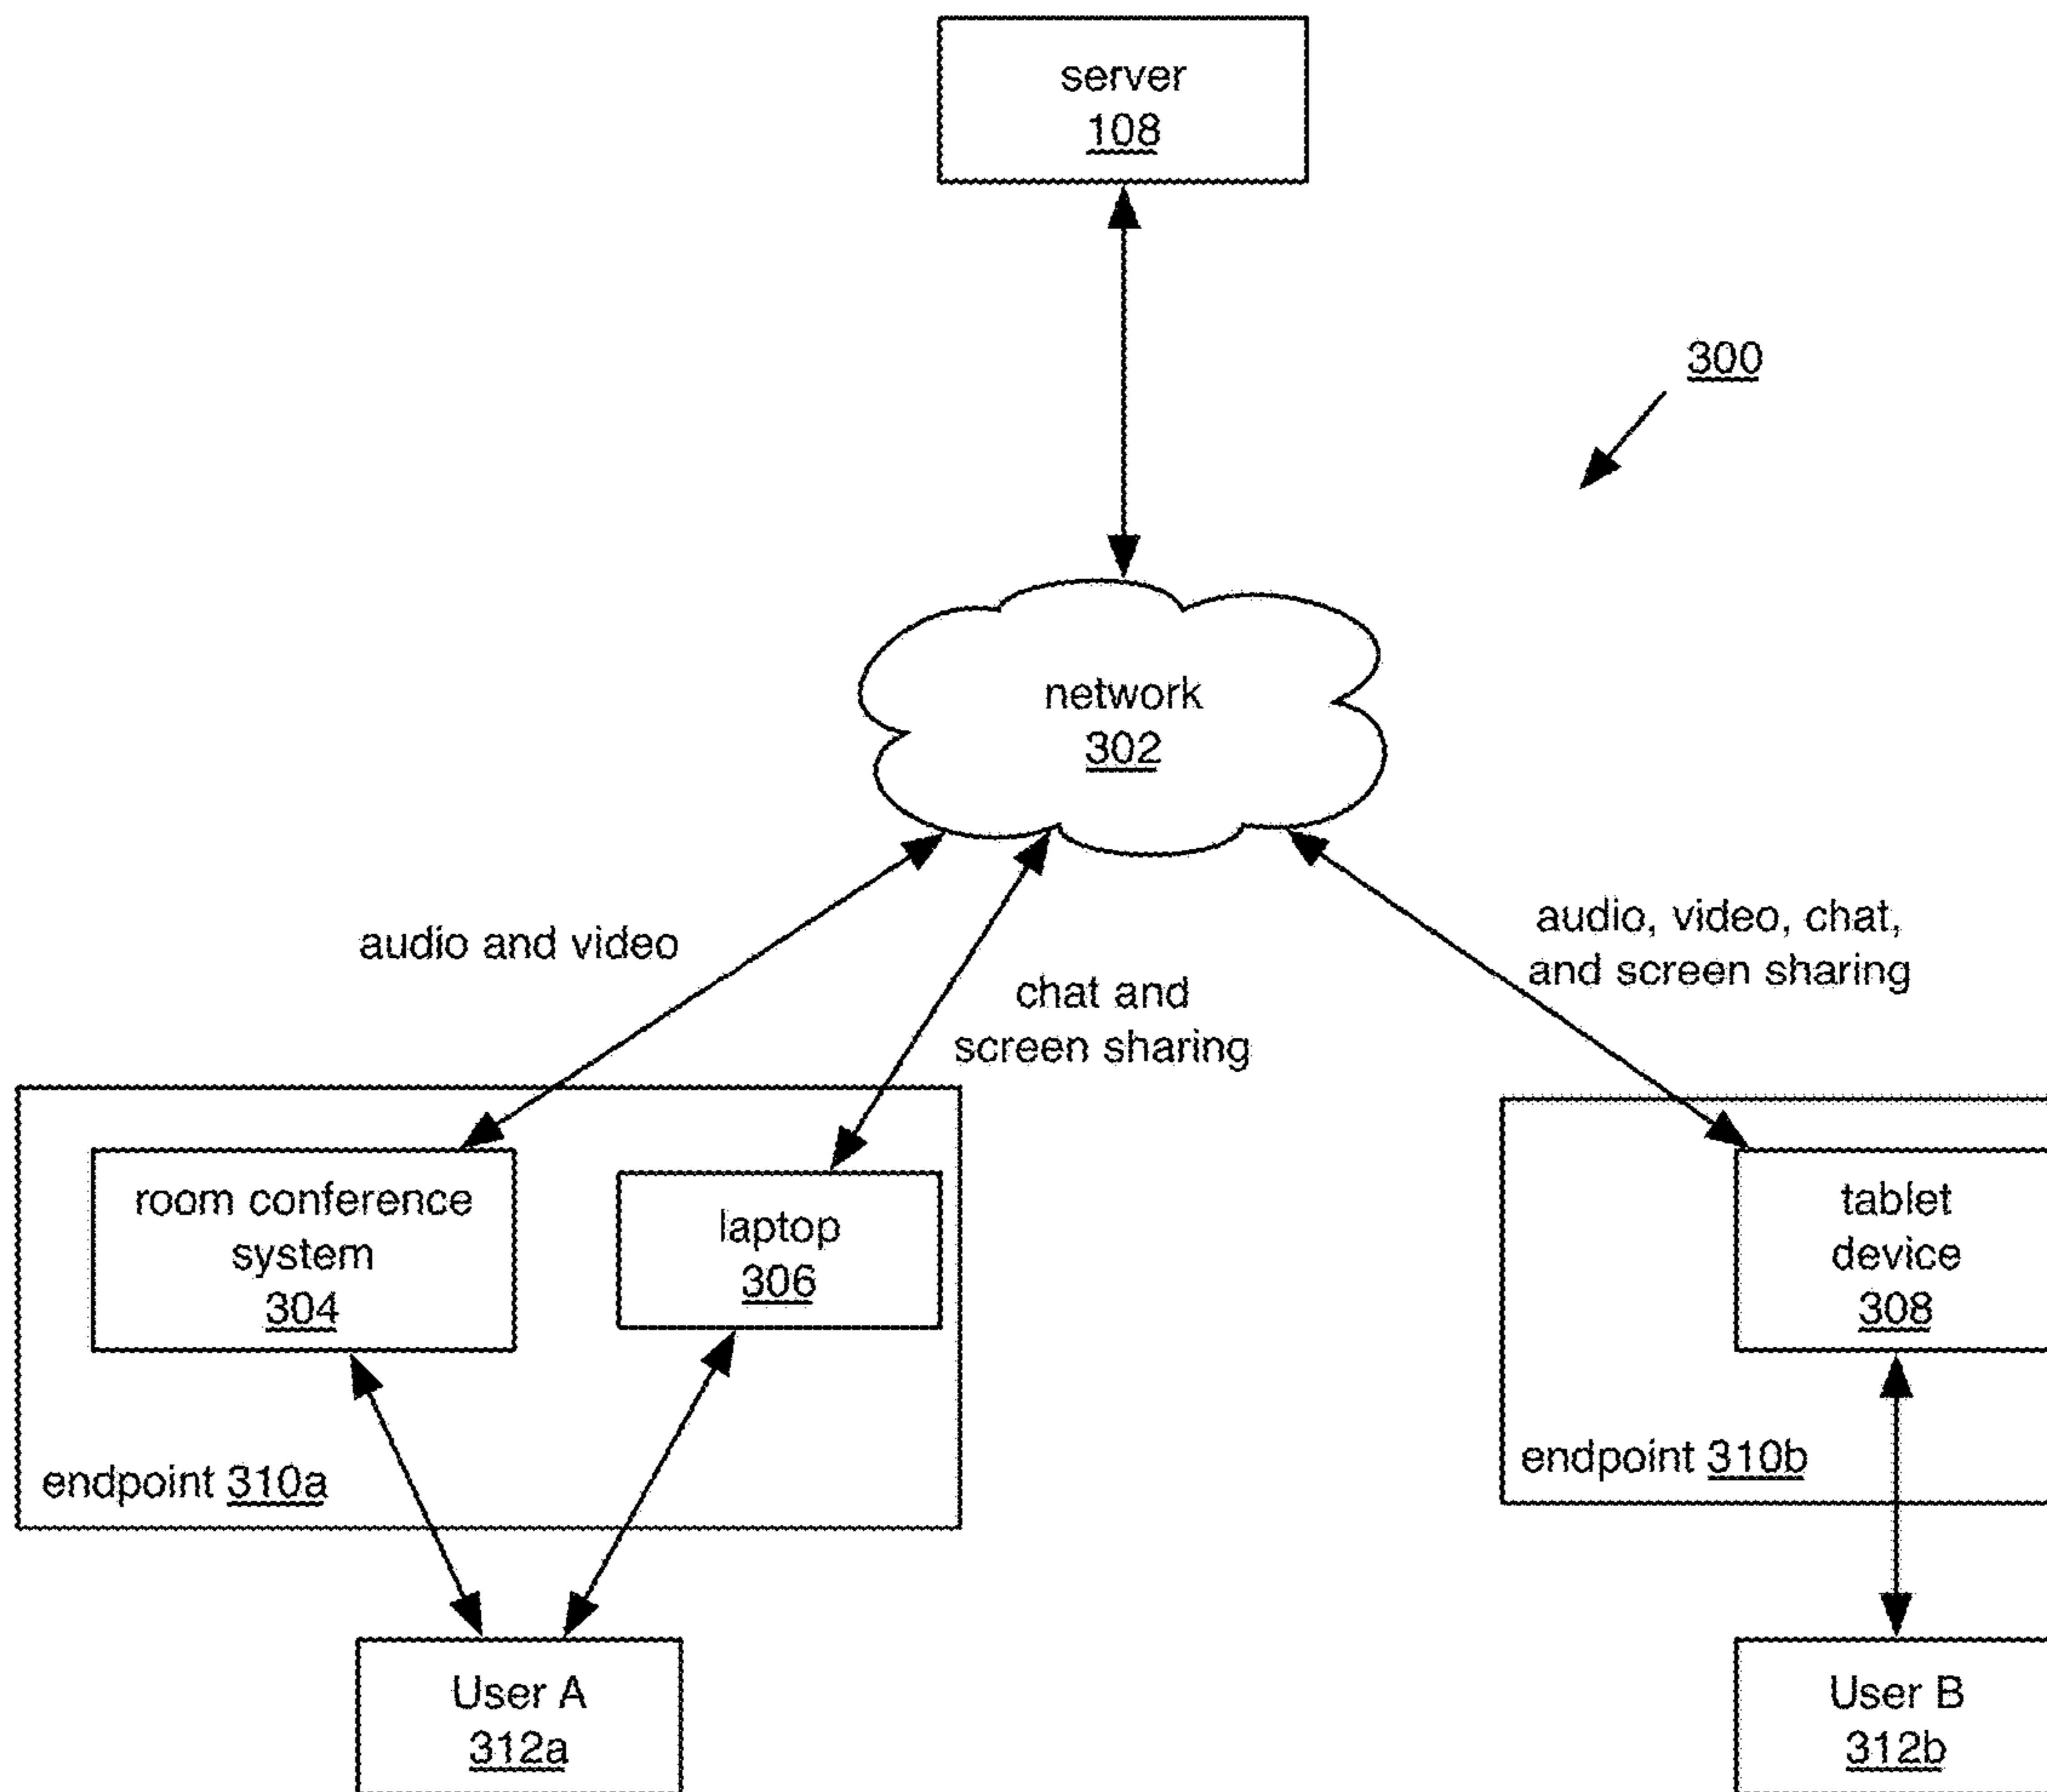 server
108
300
network
302
audio and video
chat and
screen sharing
audio, video, chat,
and screen sharing
room conference
system
304
laptop
306
endpoint 310a
tablet
device
308
endpoint 310b
User A
312a
User B
312b